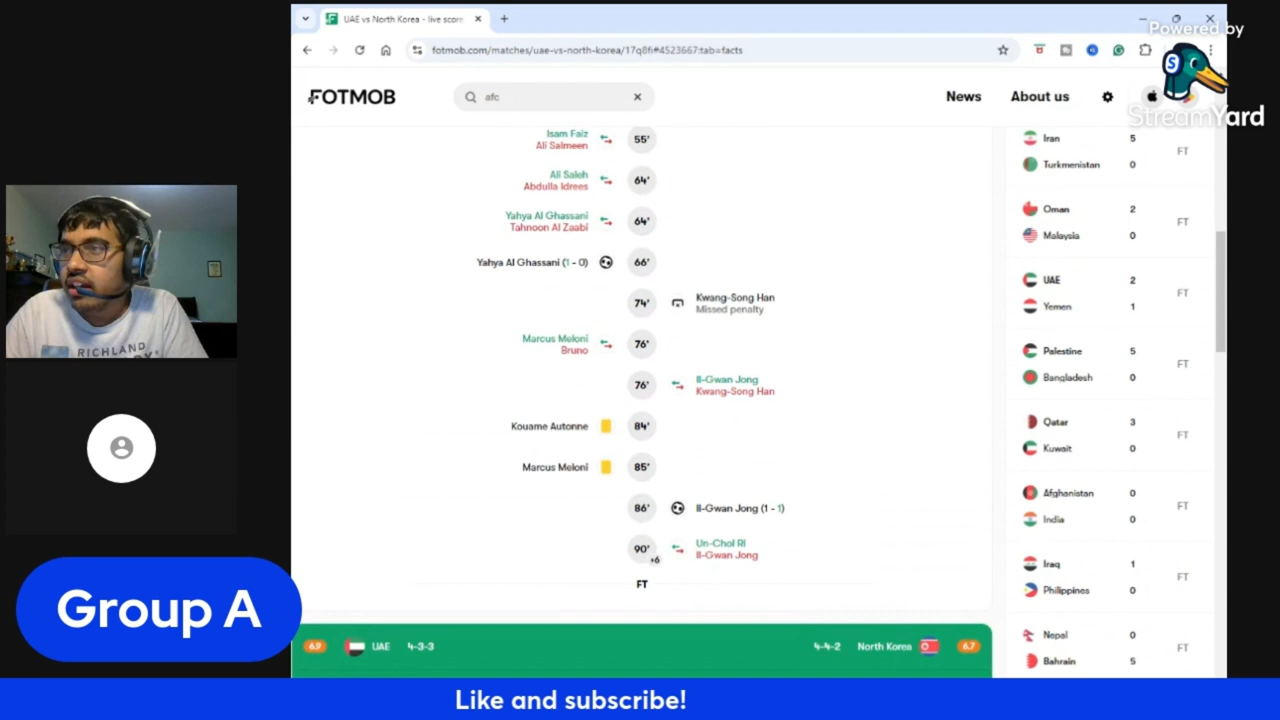 UAE vs North Korea - live score
fotmob.com/matches/uae-vs-north-korea/17q8fi#4523667:tab=facts
Powered by
StreamYard
FOTMOB
afc
News
About us
Isam Faiz
Ali Salmeen
55'
Ali Saleh
Abdulla Idrees
64'
Yahya Al Ghassani
Tahnoon Al Zaabi
64'
Yahya Al Ghassani (1 - 0)
66'
74'
Kwang-Song Han
Missed penalty
Marcus Meloni
Bruno
76'
76'
Il-Gwan Jong
Kwang-Song Han
Kouame Autonne
84'
Marcus Meloni
85'
86'
Il-Gwan Jong (1 - 1)
90'
+6
Un-Chol Ri
Il-Gwan Jong
FT
6.9
UAE
4-3-3
4-4-2
North Korea
6.7
Iran 5
FT
Turkmenistan 0
Oman 2
FT
Malaysia 0
UAE 2
FT
Yemen 1
Palestine 5
FT
Bangladesh 0
Qatar 3
FT
Kuwait 0
Afghanistan 0
FT
India 0
Iraq 1
FT
Philippines 0
Nepal 0
FT
Bahrain 5
RICHLAND
Group A
Like and subscribe!